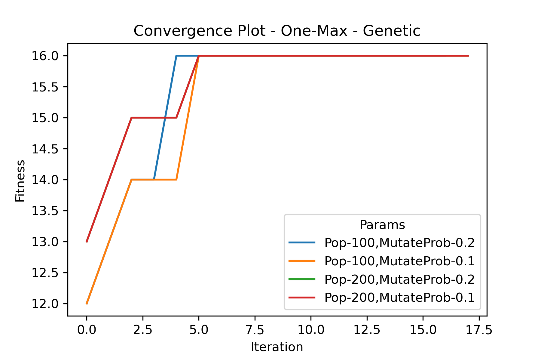 Convergence Plot - One-Max - Genetic
Fitness
16.0
15.5
15.0
14.5
14.0
13.5
13.0
12.5
12.0
Params
Pop-100,MutateProb-0.2
Pop-100,MutateProb-0.1
Pop-200,MutateProb-0.2
Pop-200,MutateProb-0.1
0.0 2.5 5.0 7.5 10.0 12.5 15.0 17.5
Iteration